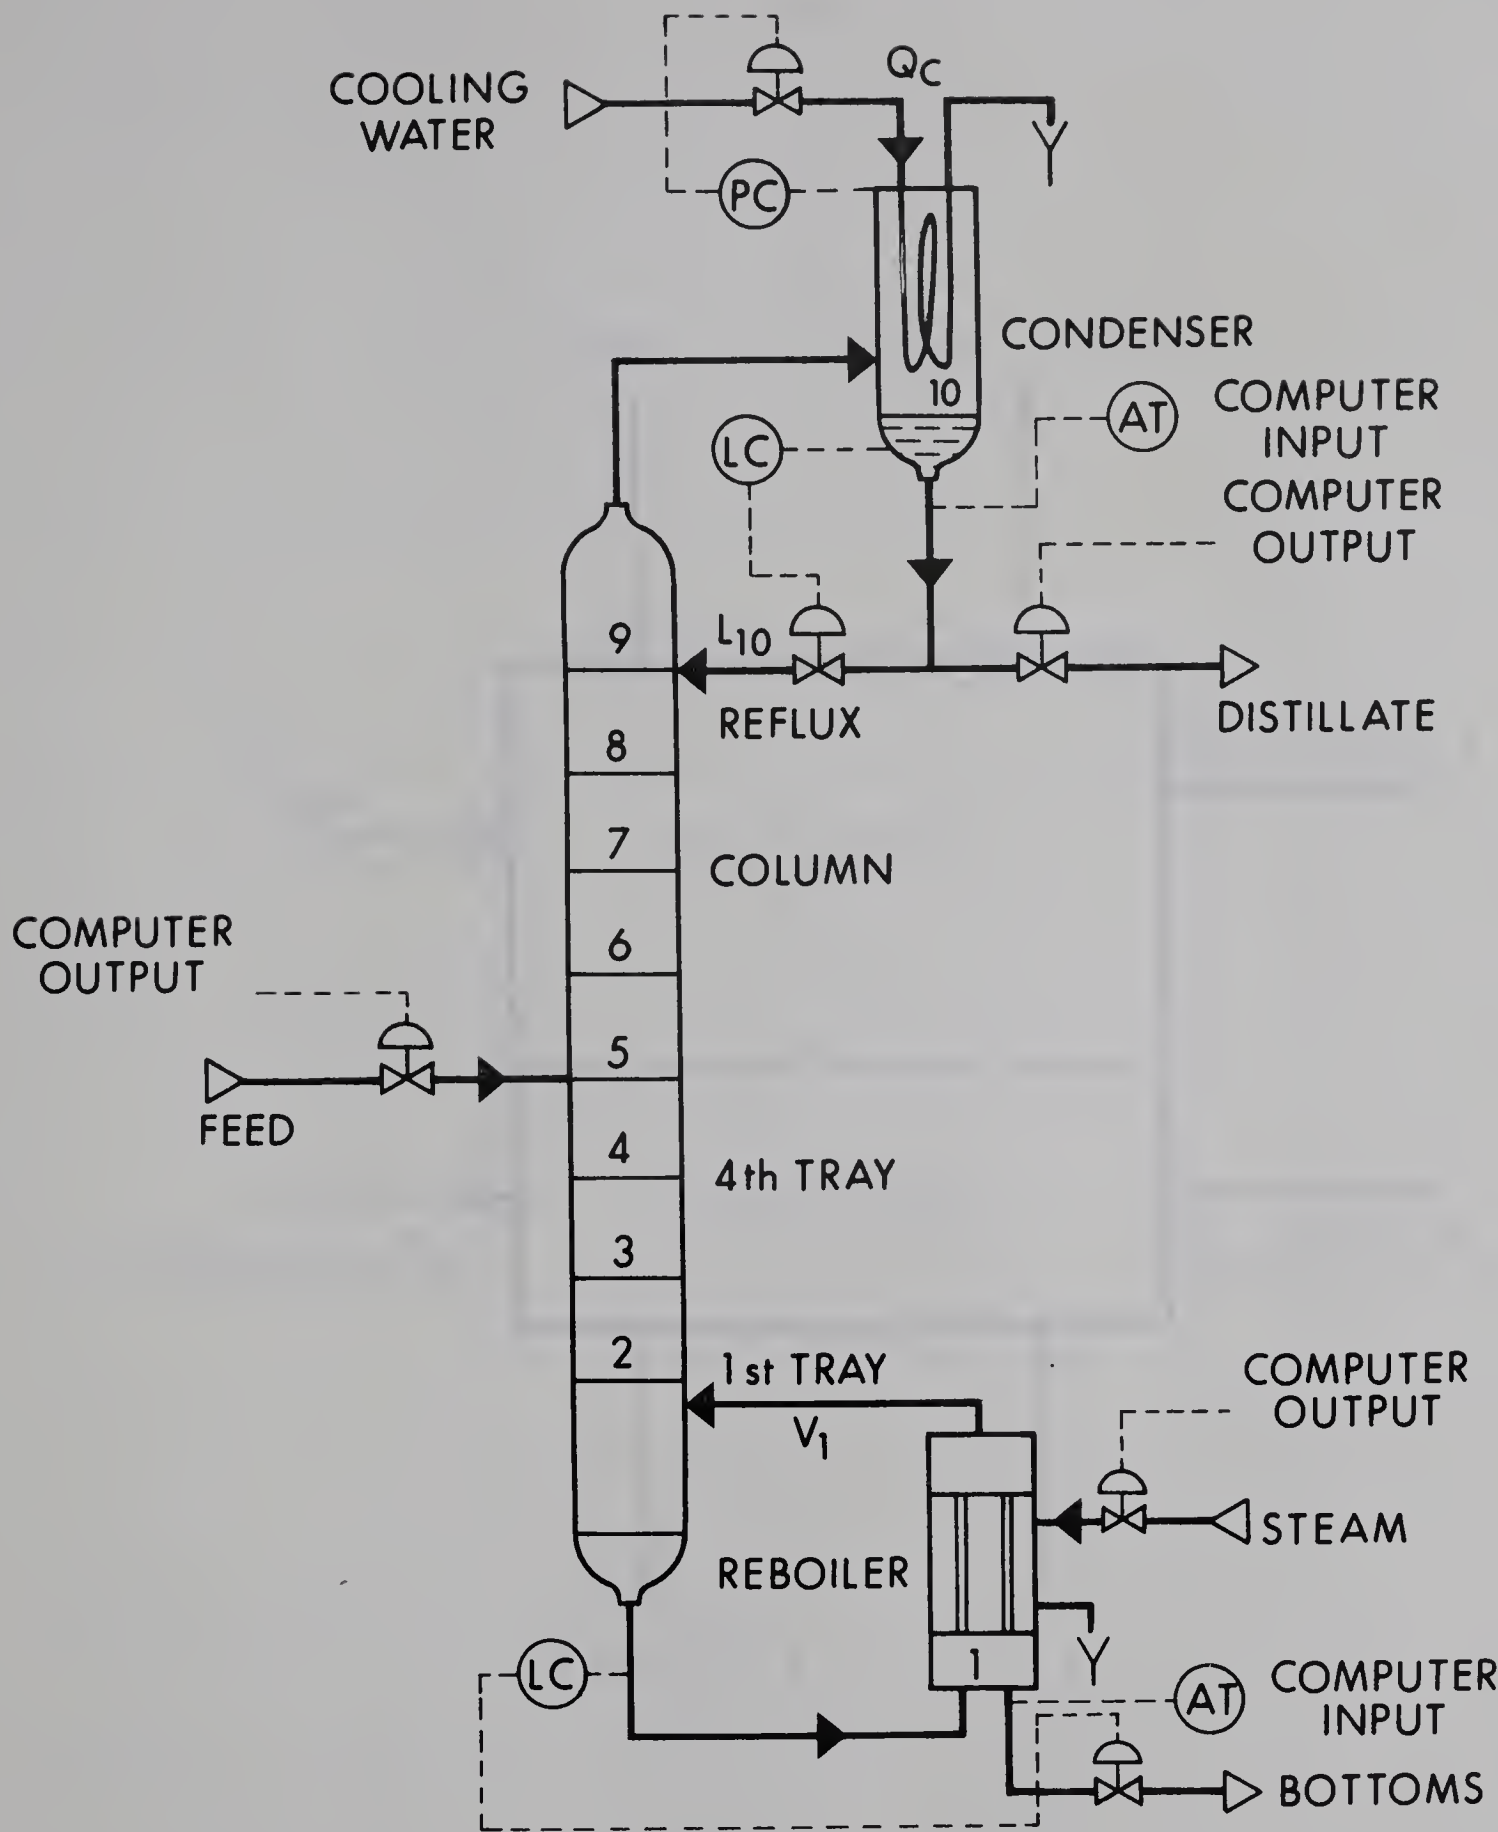 COOLING
WATER
QC
PC
CONDENSER
10
AT
COMPUTER
INPUT
LC
COMPUTER
OUTPUT
9
L10
REFLUX
DISTILLATE
8
7
COLUMN
6
COMPUTER
OUTPUT
5
FEED
4
4th TRAY
3
2
1st TRAY
V1
COMPUTER
OUTPUT
STEAM
REBOILER
1
LC
AT
COMPUTER
INPUT
BOTTOMS